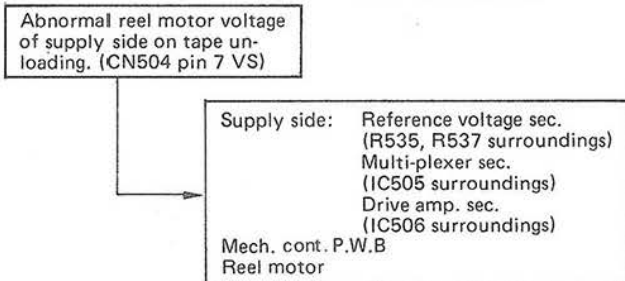 Abnormal reel motor voltage
of supply side on tape un-
loading. (CN504 pin 7 VS)
Supply side: Reference voltage sec.
(R535, R537 surroundings)
Multi-plexer sec.
(IC505 surroundings)
Drive amp. sec.
(IC506 surroundings)
Mech. cont. P.W.B
Reel motor